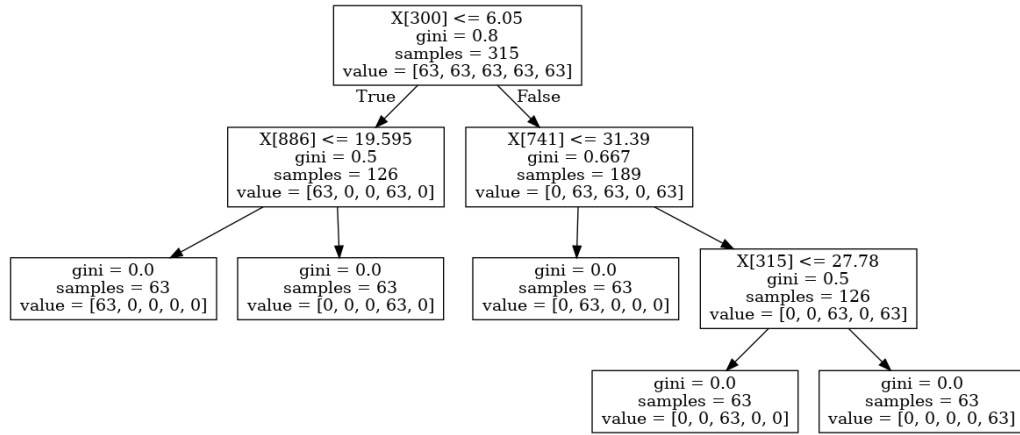 X[300] <= 6.05
gini = 0.8
samples = 315
value = [63, 63, 63, 63, 63]
True
False
X[886] <= 19.595
gini = 0.5
samples = 126
value = [63, 0, 0, 63, 0]
X[741] <= 31.39
gini = 0.667
samples = 189
value = [0, 63, 63, 0, 63]
gini = 0.0
samples = 63
value = [63, 0, 0, 0, 0]
gini = 0.0
samples = 63
value = [0, 0, 0, 63, 0]
gini = 0.0
samples = 63
value = [0, 63, 0, 0, 0]
X[315] <= 27.78
gini = 0.5
samples = 126
value = [0, 0, 63, 0, 63]
gini = 0.0
samples = 63
value = [0, 0, 63, 0, 0]
gini = 0.0
samples = 63
value = [0, 0, 0, 0, 63]